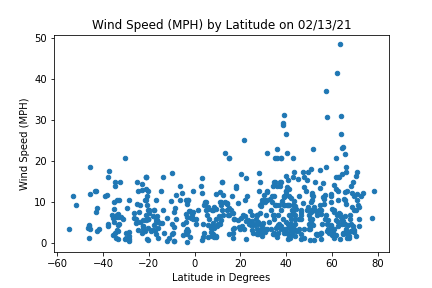 Wind Speed (MPH) by Latitude on 02/13/21
50
40
30
20
10
0
Wind Speed (MPH)
−60 −40 −20 0 20 40 60 80
Latitude in Degrees